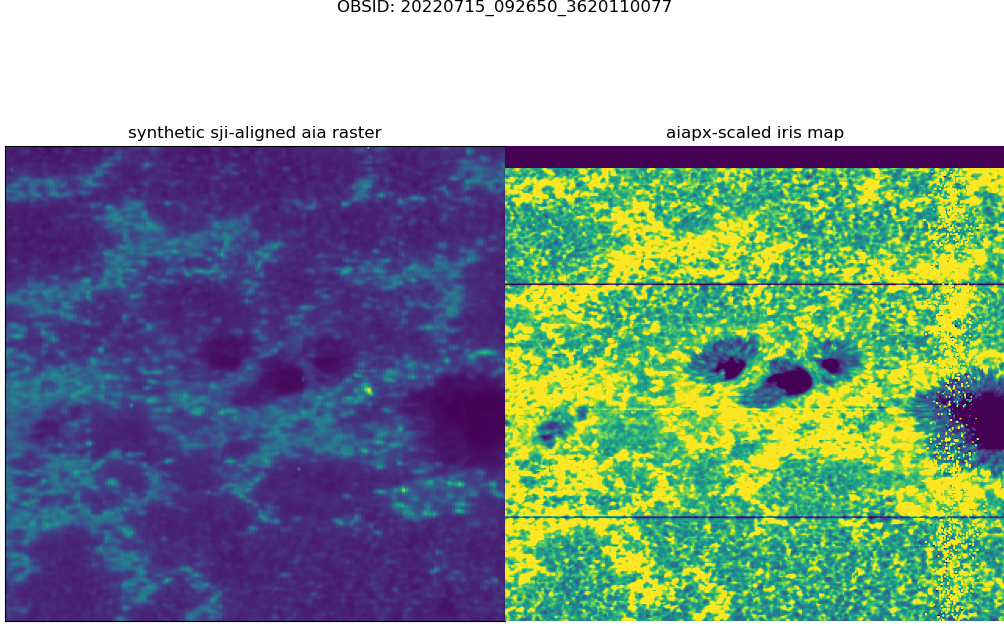 OBSID: 20220715_092650_3620110077
synthetic sji-aligned aia raster
aiapx-scaled iris map